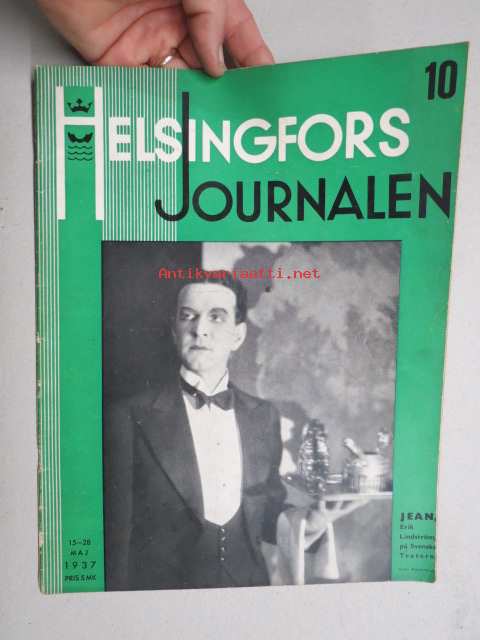 10
HELSINGFORS
JOURNALEN
Antikvariaatti.net
15–28
MAJ
1937
PRIS 5 MK
JEAN,
Erik
Lindström,
på Svenska
Teatern